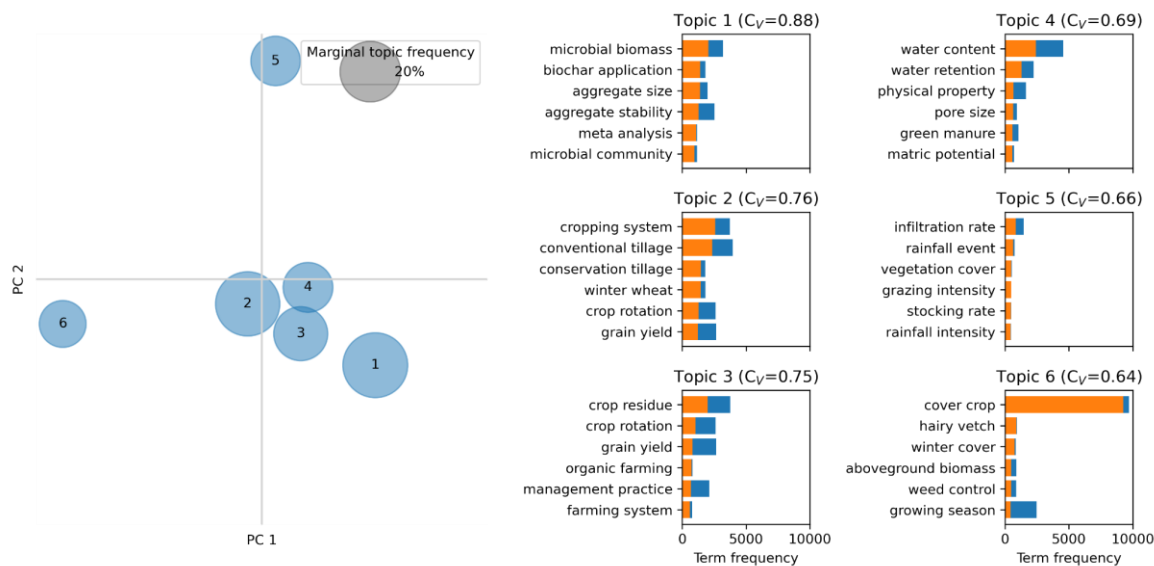 PC 2
PC 1
Marginal topic frequency
20%
5
2
4
3
6
1
Topic 1 (C_V=0.88)
microbial biomass
biochar application
aggregate size
aggregate stability
meta analysis
microbial community
Topic 2 (C_V=0.76)
cropping system
conventional tillage
conservation tillage
winter wheat
crop rotation
grain yield
Topic 3 (C_V=0.75)
crop residue
crop rotation
grain yield
organic farming
management practice
farming system
0 5000 10000
Term frequency
Topic 4 (C_V=0.69)
water content
water retention
physical property
pore size
green manure
matric potential
Topic 5 (C_V=0.66)
infiltration rate
rainfall event
vegetation cover
grazing intensity
stocking rate
rainfall intensity
Topic 6 (C_V=0.64)
cover crop
hairy vetch
winter cover
aboveground biomass
weed control
growing season
0 5000 10000
Term frequency